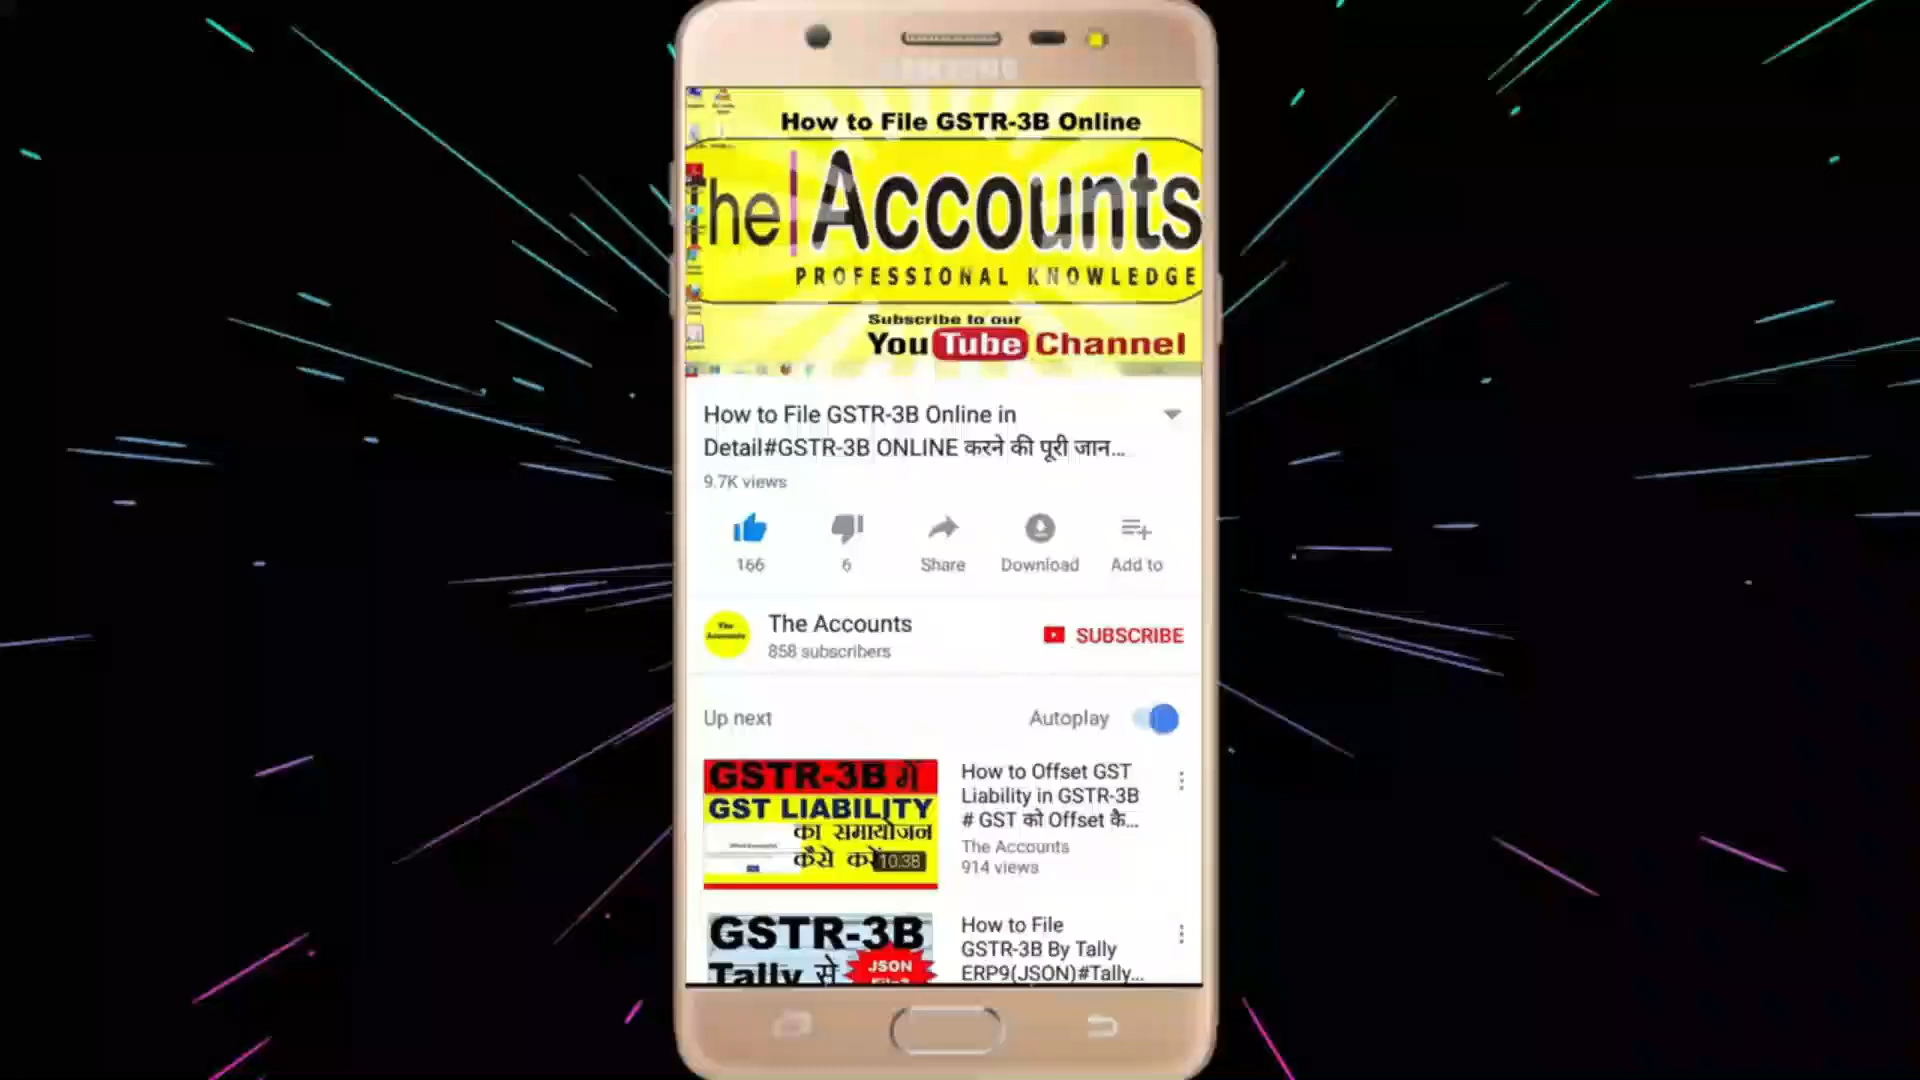 SAMSUNG
How to File GSTR-3B Online
The Accounts
PROFESSIONAL KNOWLEDGE
Subscribe to our
YouTube Channel
How to File GSTR-3B Online in
Detail#GSTR-3B ONLINE करने की पूरी जान...
9.7K views
166
6
Share
Download
Add to
The Accounts
The Accounts
858 subscribers
SUBSCRIBE
Up next
Autoplay
GSTR-3B में
GST LIABILITY
का समायोजन
कैसे करें
10:38
How to Offset GST
Liability in GSTR-3B
# GST को Offset कै...
The Accounts
914 views
GSTR-3B
Tally से
JSON
How to File
GSTR-3B By Tally
ERP9(JSON)#Tally...